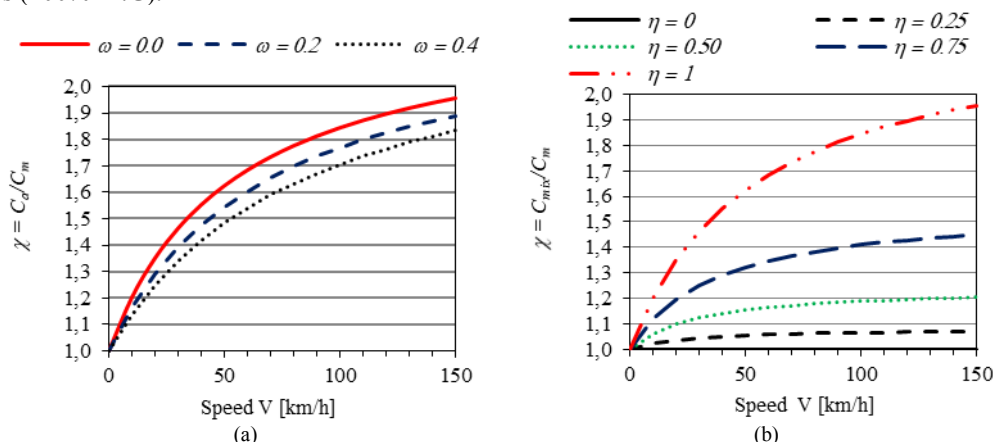 ω = 0.0 ω = 0.2 ω = 0.4
χ = Ca/Cm
2,0
1,9
1,8
1,7
1,6
1,5
1,4
1,3
1,2
1,1
1,0
0 50 100 150
Speed V [km/h]
(a)
η = 0 η = 0.25
η = 0.50 η = 0.75
η = 1
χ = Cmix/Cm
2,0
1,9
1,8
1,7
1,6
1,5
1,4
1,3
1,2
1,1
1,0
0 50 100 150
Speed V [km/h]
(b)